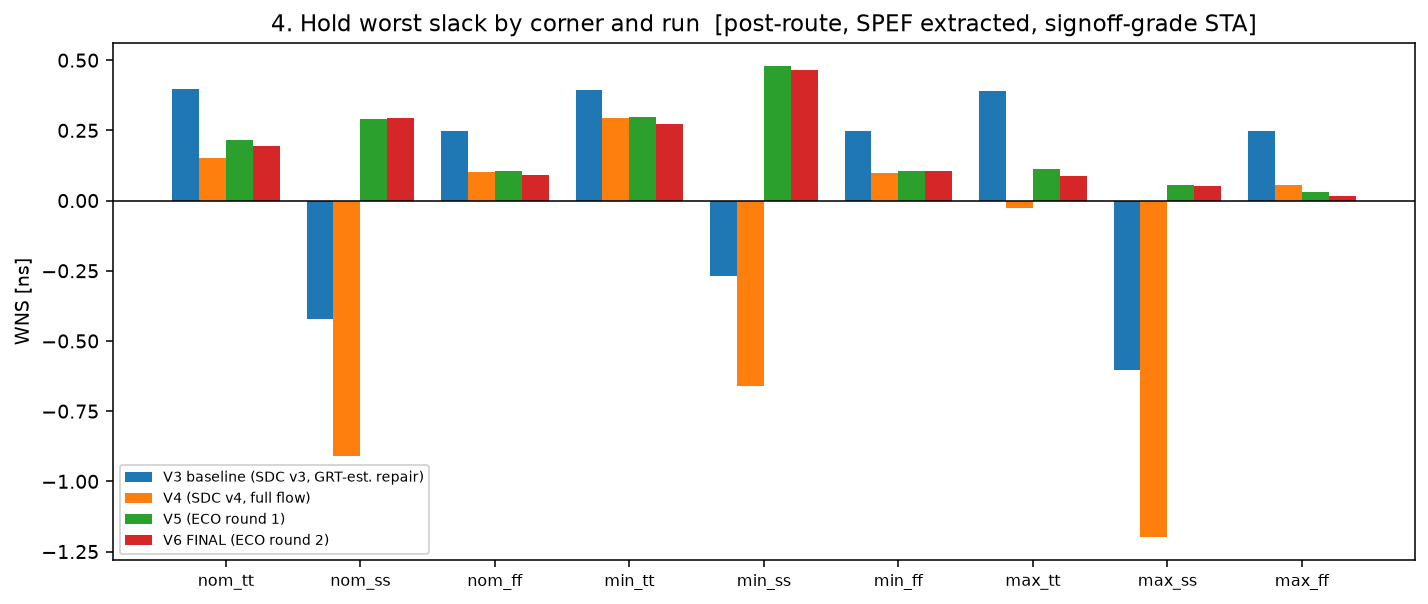 4. Hold worst slack by corner and run  [post-route, SPEF extracted, signoff-grade STA]
WNS [ns]
0.50
0.25
0.00
−0.25
−0.50
−0.75
−1.00
−1.25
V3 baseline (SDC v3, GRT-est. repair)
V4 (SDC v4, full flow)
V5 (ECO round 1)
V6 FINAL (ECO round 2)
nom_tt nom_ss nom_ff min_tt min_ss min_ff max_tt max_ss max_ff